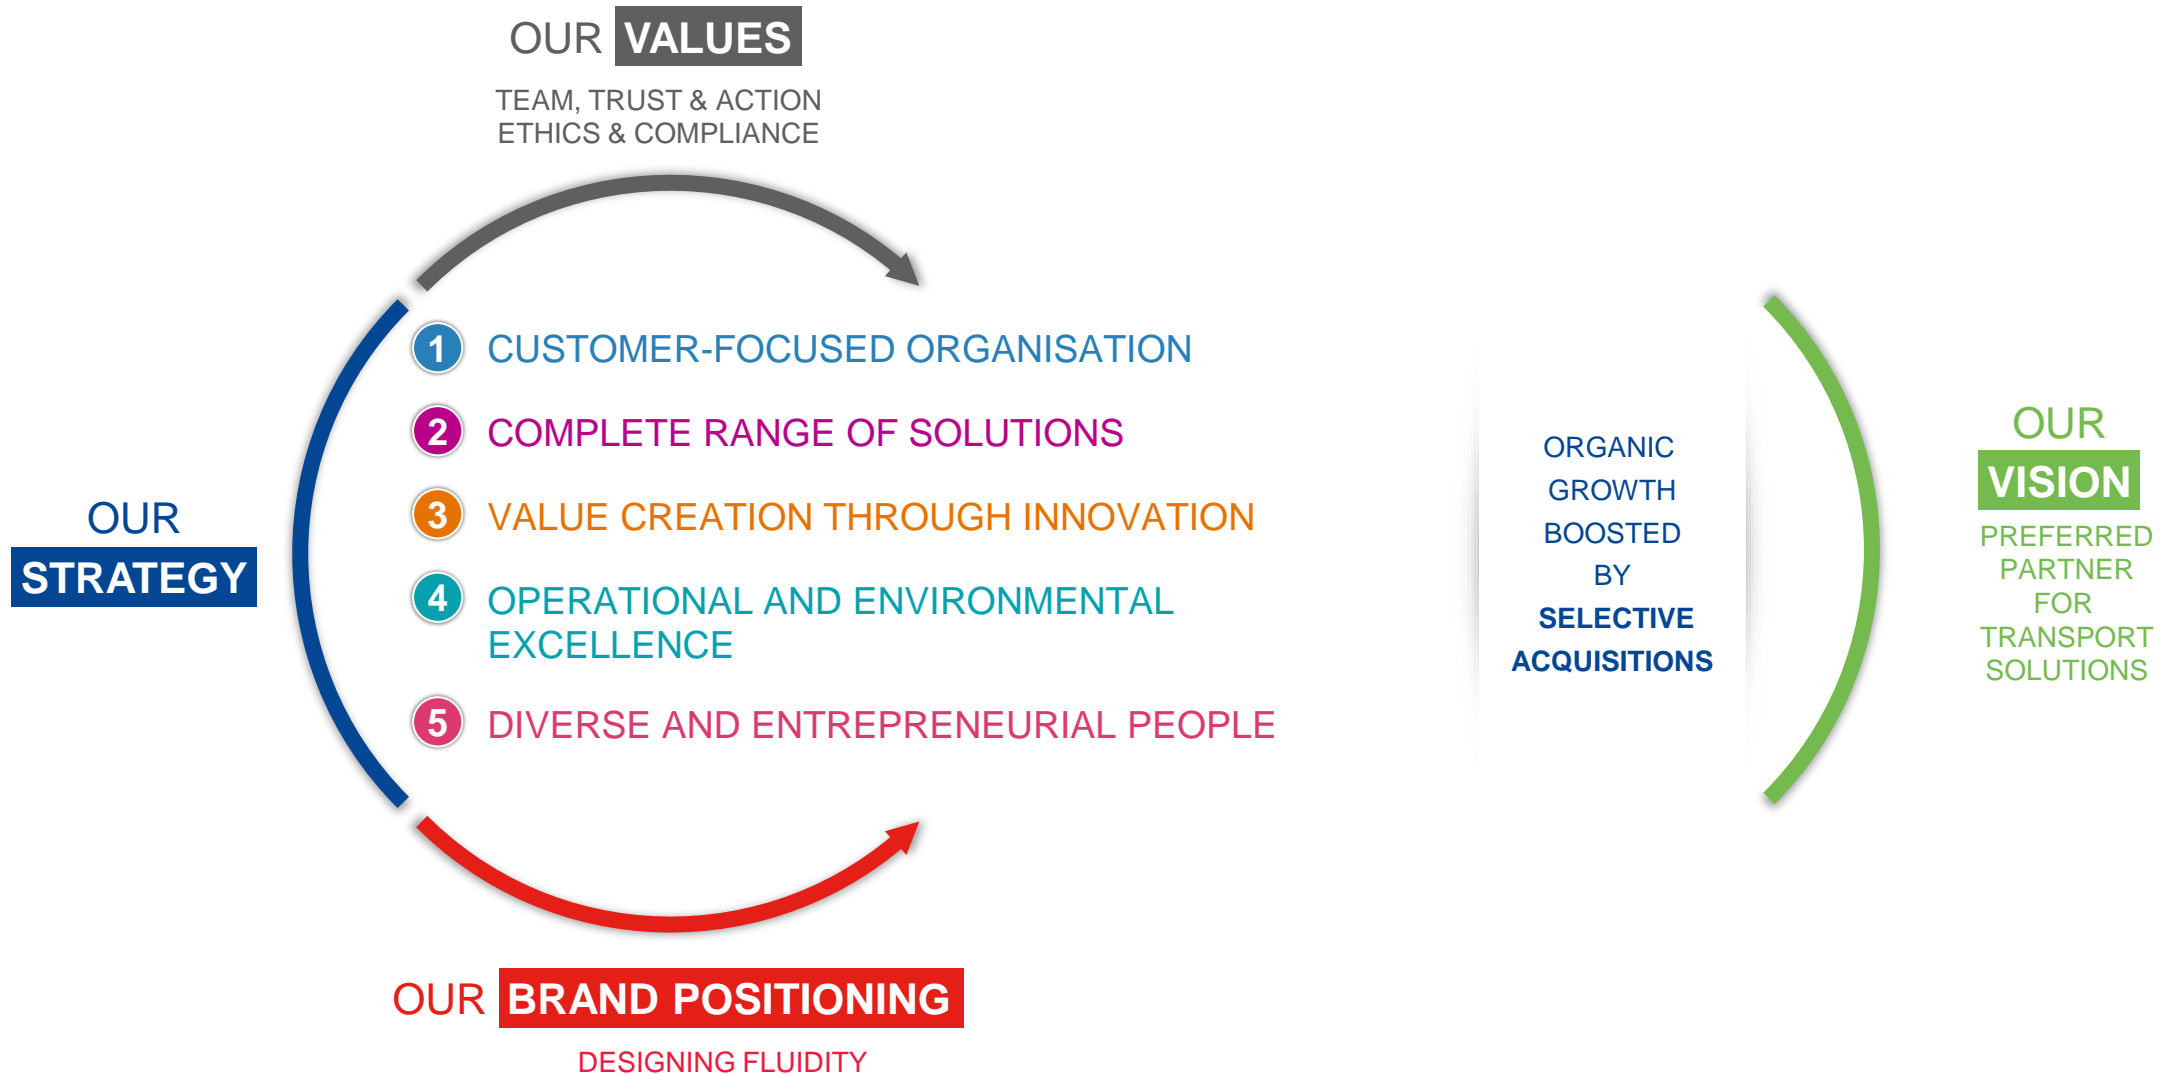 OUR VALUES
TEAM, TRUST & ACTION
ETHICS & COMPLIANCE
OUR
STRATEGY
1 CUSTOMER-FOCUSED ORGANISATION
2 COMPLETE RANGE OF SOLUTIONS
3 VALUE CREATION THROUGH INNOVATION
4 OPERATIONAL AND ENVIRONMENTAL
EXCELLENCE
5 DIVERSE AND ENTREPRENEURIAL PEOPLE
ORGANIC
GROWTH
BOOSTED
BY
SELECTIVE
ACQUISITIONS
OUR
VISION
PREFERRED
PARTNER
FOR
TRANSPORT
SOLUTIONS
OUR BRAND POSITIONING
DESIGNING FLUIDITY